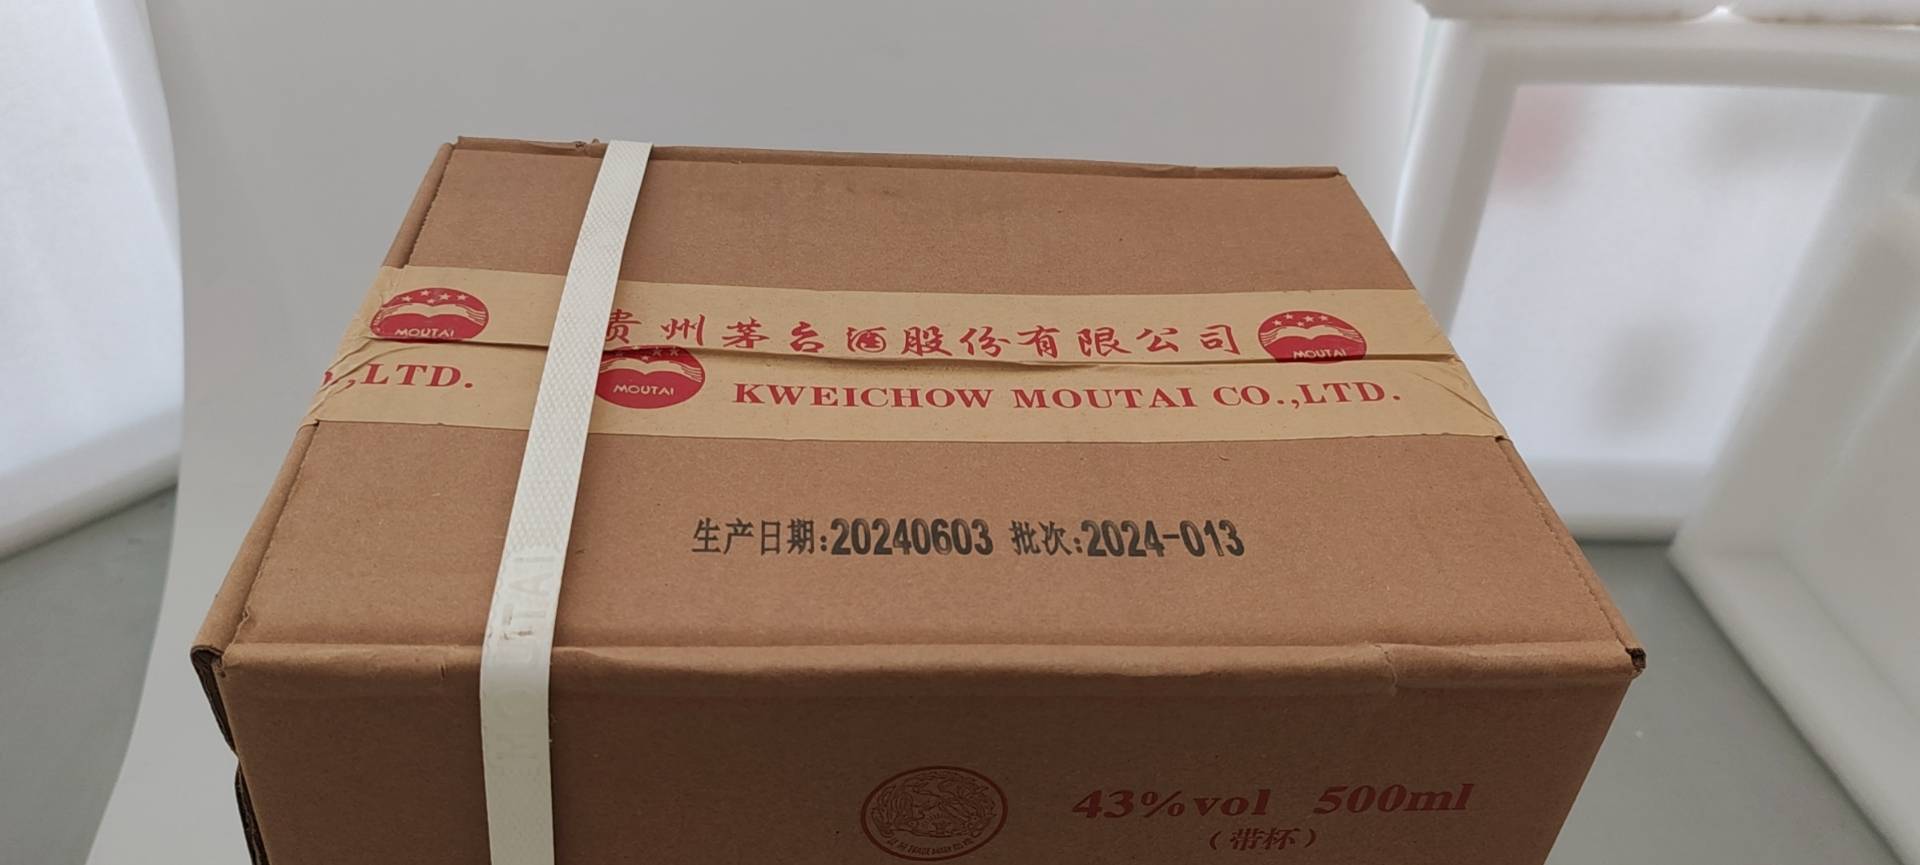 MOUTAI
贵州茅台酒股份有限公司
MOUTAI
O.,LTD.
MOUTAI
KWEICHOW MOUTAI CO.,LTD.
生产日期:20240603 批次:2024-013
MOUTAI
43%vol 500ml
(带杯)